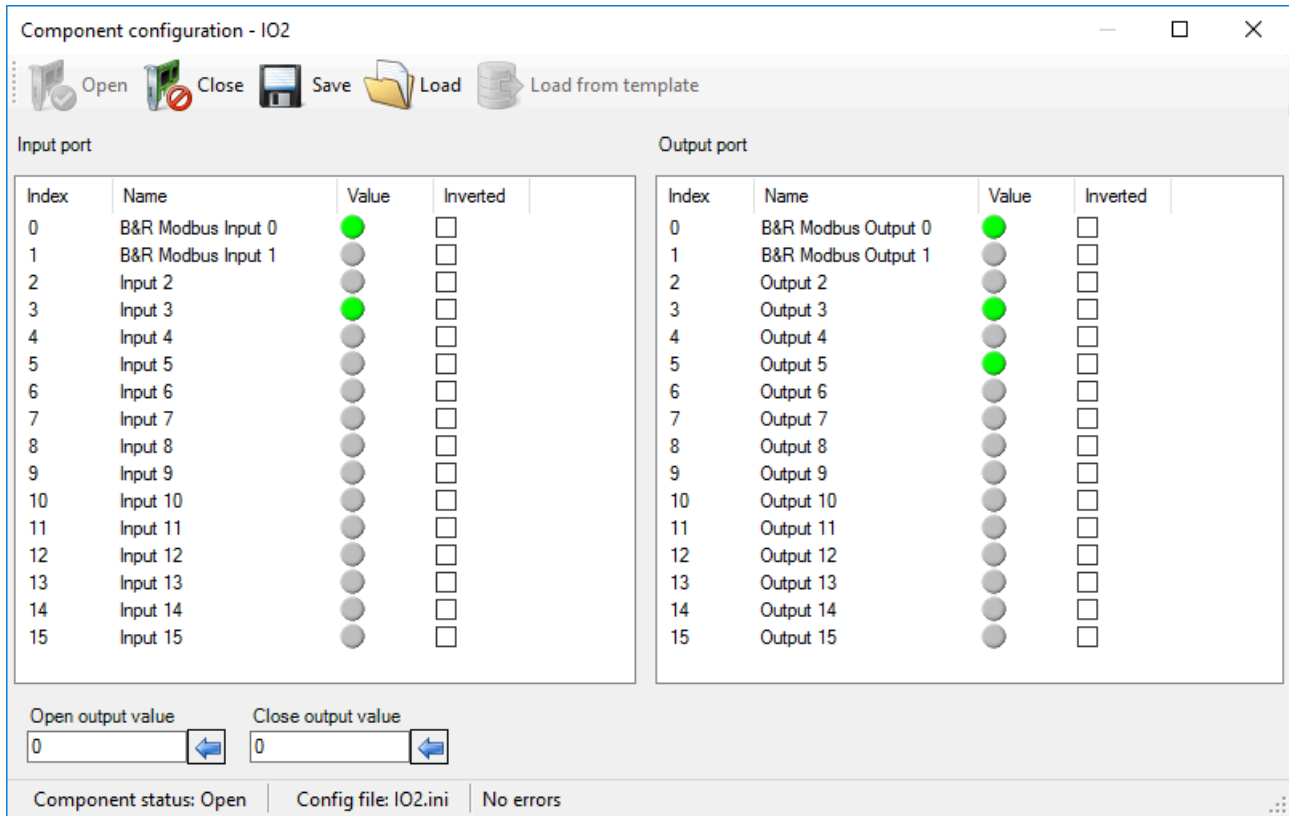 Component configuration - IO2
Open Close Save Load Load from template
Input port
Index Name Value Inverted
0 B&R Modbus Input 0
1 B&R Modbus Input 1
2 Input 2
3 Input 3
4 Input 4
5 Input 5
6 Input 6
7 Input 7
8 Input 8
9 Input 9
10 Input 10
11 Input 11
12 Input 12
13 Input 13
14 Input 14
15 Input 15
Output port
Index Name Value Inverted
0 B&R Modbus Output 0
1 B&R Modbus Output 1
2 Output 2
3 Output 3
4 Output 4
5 Output 5
6 Output 6
7 Output 7
8 Output 8
9 Output 9
10 Output 10
11 Output 11
12 Output 12
13 Output 13
14 Output 14
15 Output 15
Open output value Close output value
0 0
Component status: Open Config file: IO2.ini No errors